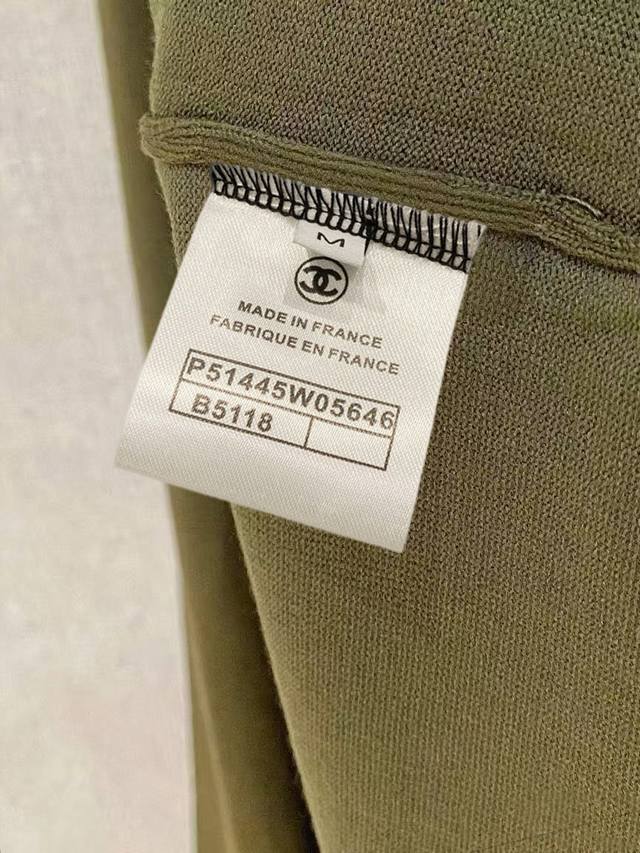 M
MADE IN FRANCE
FABRIQUE EN FRANCE
P51445W05646
B5118